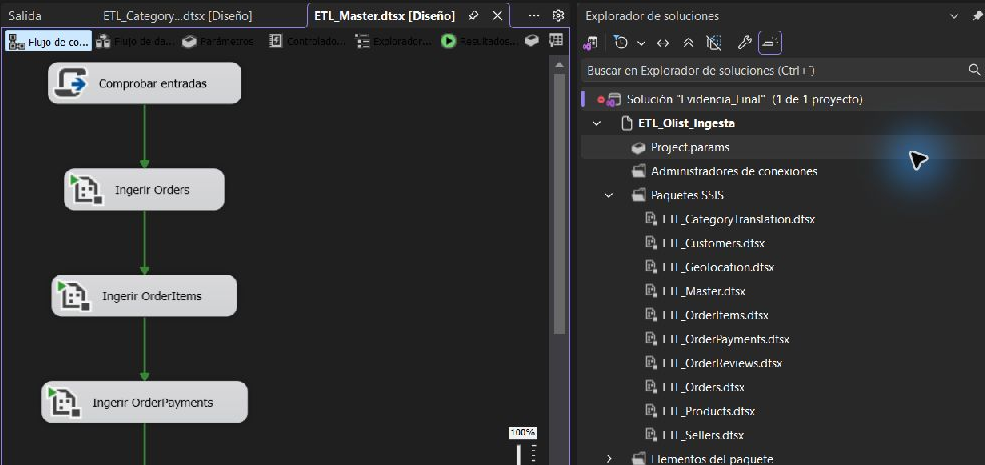 Salida
ETL_Category...dtsx [Diseño]
ETL_Master.dtsx [Diseño]
Flujo de co...
Flujo de da...
Parámetros
Controlado...
Explorador...
Resultados...
Comprobar entradas
Ingerir Orders
Ingerir OrderItems
Ingerir OrderPayments
100%
Explorador de soluciones
Buscar en Explorador de soluciones (Ctrl+¨)
Solución "Evidencia_Final" (1 de 1 proyecto)
ETL_Olist_Ingesta
Project.params
Administradores de conexiones
Paquetes SSIS
ETL_CategoryTranslation.dtsx
ETL_Customers.dtsx
ETL_Geolocation.dtsx
ETL_Master.dtsx
ETL_OrderItems.dtsx
ETL_OrderPayments.dtsx
ETL_OrderReviews.dtsx
ETL_Orders.dtsx
ETL_Products.dtsx
ETL_Sellers.dtsx
Elementos del paquete